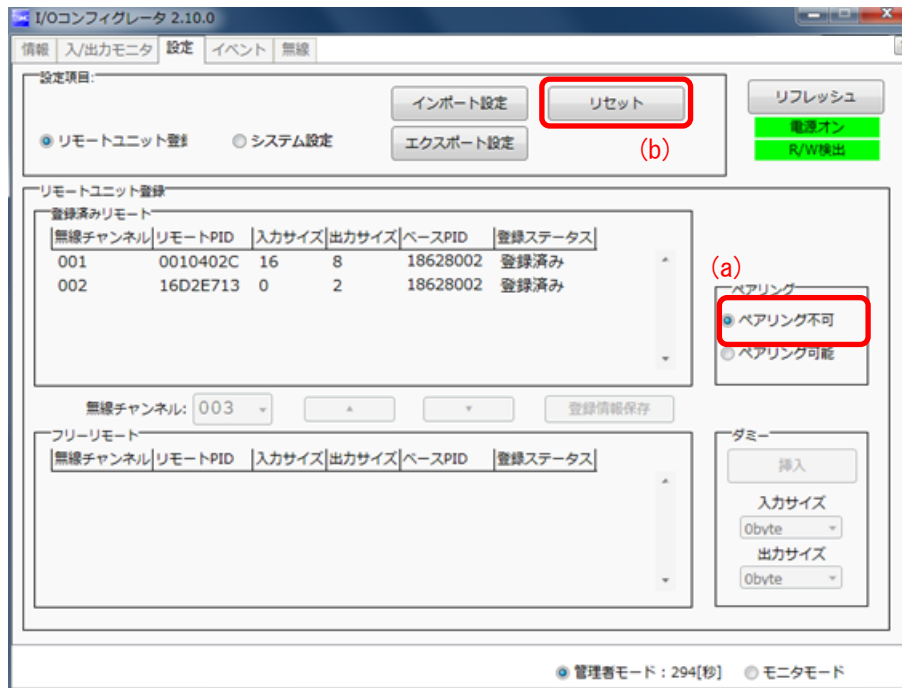 I/Oコンフィグレータ 2.10.0
情報 入/出力モニタ 設定 イベント 無線
設定項目:
インポート設定 リセット リフレッシュ
電源オン
リモートユニット登録 システム設定 エクスポート設定 (b) R/W検出
リモートユニット登録
登録済みリモート
無線チャンネル リモートPID 入力サイズ 出力サイズ ベースPID 登録ステータス
001 0010402C 16 8 18628002 登録済み
002 16D2E713 0 2 18628002 登録済み
(a)
ペアリング
ペアリング不可
ペアリング可能
無線チャンネル: 003 登録情報保存
フリーリモート
無線チャンネル リモートPID 入力サイズ 出力サイズ ベースPID 登録ステータス
ダミー
挿入
入力サイズ
0byte
出力サイズ
0byte
管理者モード:294[秒] モニタモード